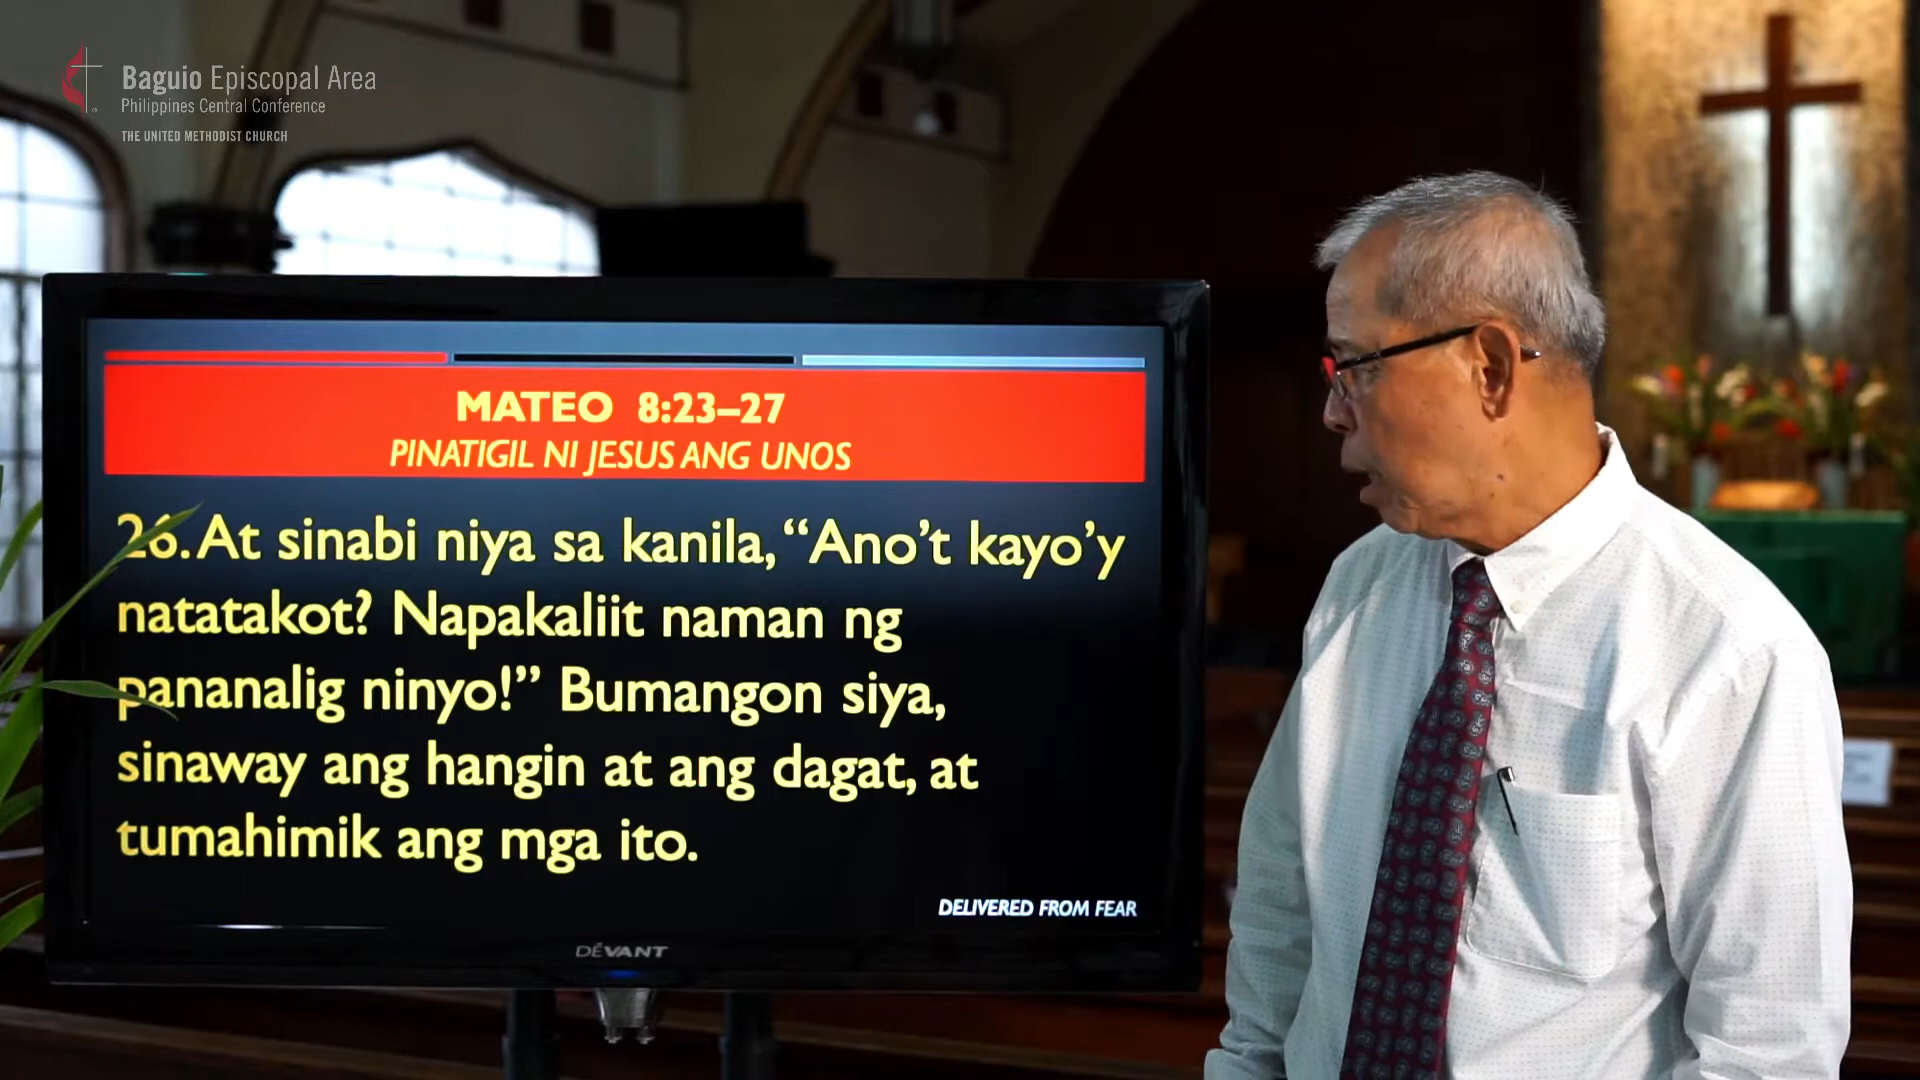 Baguio Episcopal Area
Philippines Central Conference
THE UNITED METHODIST CHURCH
MATEO 8:23–27
PINATIGIL NI JESUS ANG UNOS
26. At sinabi niya sa kanila, “Ano’t kayo’y
natatakot? Napakaliit naman ng
pananalig ninyo!” Bumangon siya,
sinaway ang hangin at ang dagat, at
tumahimik ang mga ito.
DELIVERED FROM FEAR
DEVANT